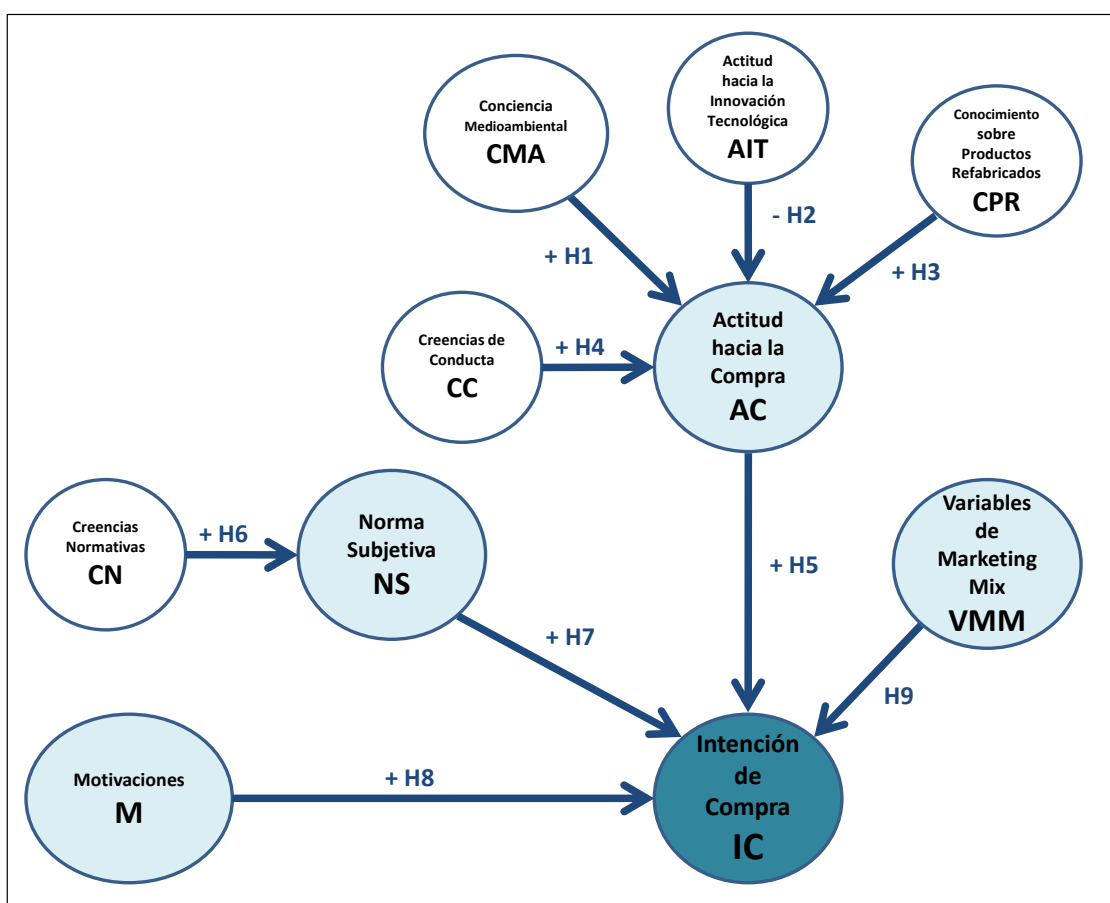 Conciencia
Medioambiental
CMA
Actitud
hacia la
Innovación
Tecnológica
AIT
Conocimiento
sobre
Productos
Refabricados
CPR
+ H1
- H2
+ H3
Creencias de
Conducta
CC
+ H4
Actitud
hacia la
Compra
AC
Creencias
Normativas
CN
+ H6
Norma
Subjetiva
NS
+ H5
Variables
de
Marketing
Mix
VMM
+ H7
H9
Motivaciones
M
+ H8
Intención
de
Compra
IC